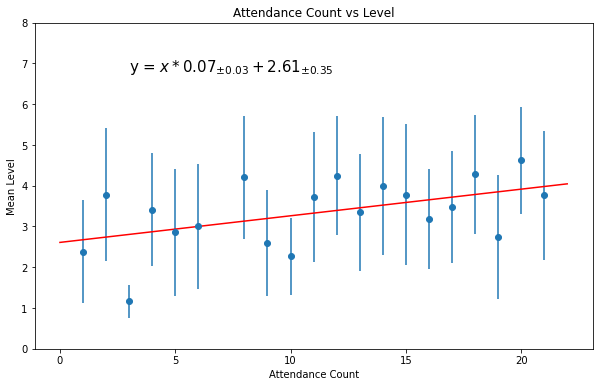 Attendance Count vs Level
y = x * 0.07±0.03 + 2.61±0.35
Mean Level
8
7
6
5
4
3
2
1
0
0 5 10 15 20
Attendance Count